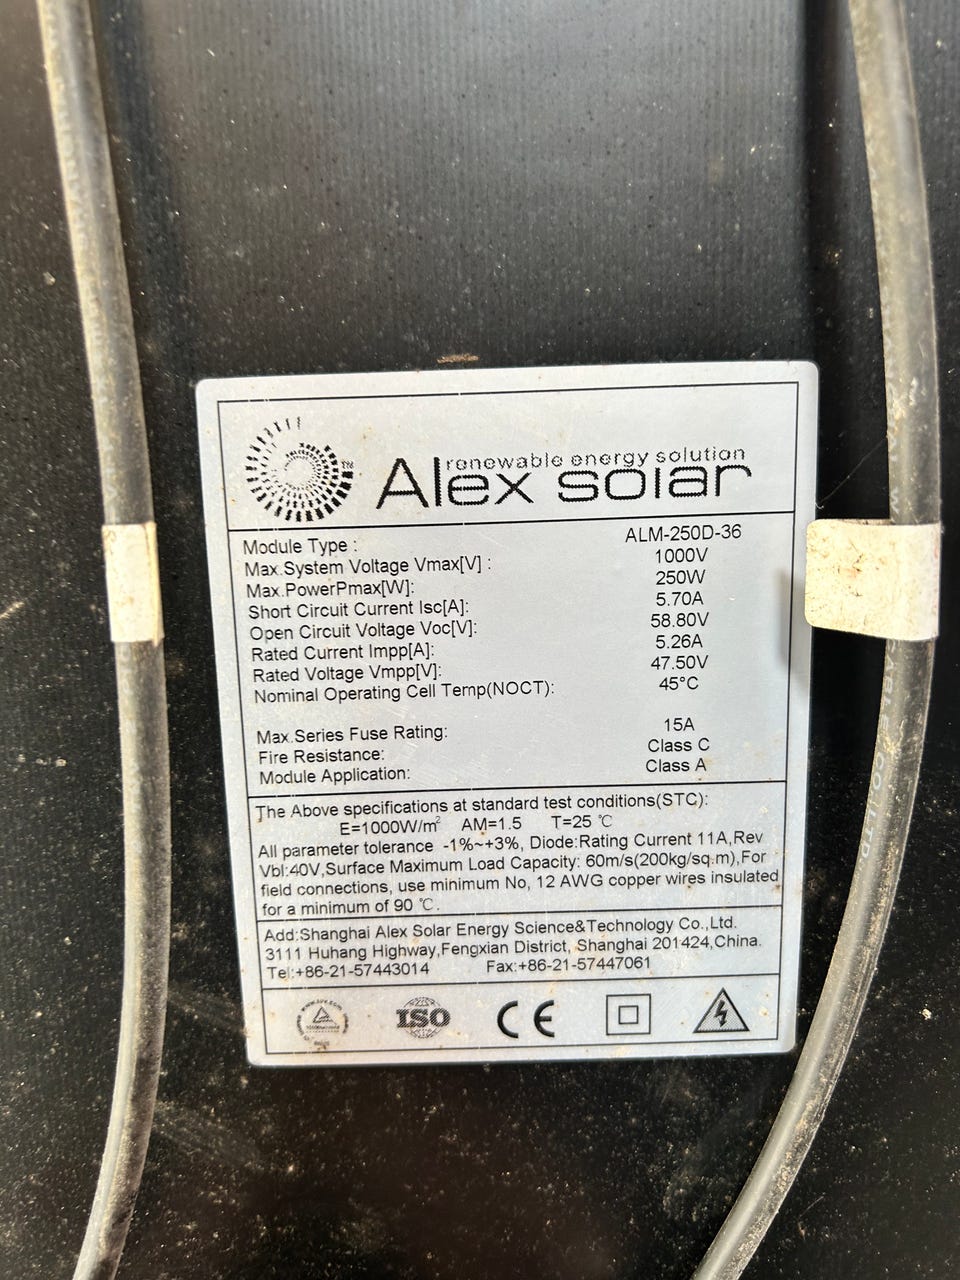 renewable energy solution
Alex solar TM
Module Type : ALM-250D-36
Max.System Voltage Vmax[V] : 1000V
Max.PowerPmax[W]: 250W
Short Circuit Current Isc[A]: 5.70A
Open Circuit Voltage Voc[V]: 58.80V
Rated Current Impp[A]: 5.26A
Rated Voltage Vmpp[V]: 47.50V
Nominal Operating Cell Temp(NOCT): 45°C
Max.Series Fuse Rating: 15A
Fire Resistance: Class C
Module Application: Class A
The Above specifications at standard test conditions(STC):
E=1000W/m² AM=1.5 T=25 ℃
All parameter tolerance -1%~+3%, Diode:Rating Current 11A,Rev
Vbl:40V,Surface Maximum Load Capacity: 60m/s(200kg/sq.m),For
field connections, use minimum No, 12 AWG copper wires insulated
for a minimum of 90 ℃.
Add:Shanghai Alex Solar Energy Science&Technology Co.,Ltd.
3111 Huhang Highway,Fengxian District, Shanghai 201424,China.
Tel:+86-21-57443014 Fax:+86-21-57447061
ISO CE